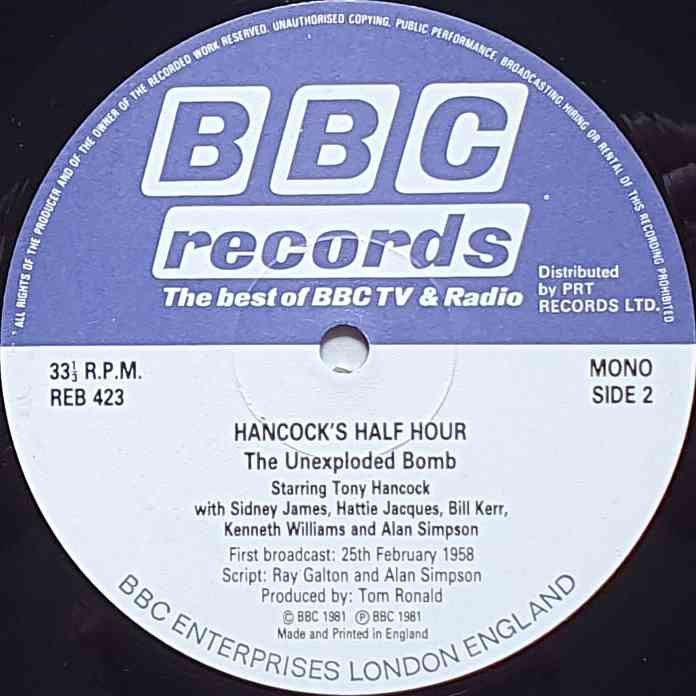 ALL RIGHTS OF THE PRODUCER AND OF THE OWNER OF THE RECORDED WORK RESERVED. UNAUTHORISED COPYING, PUBLIC PERFORMANCE, BROADCASTING, HIRING OR RENTAL OF THIS RECORDING PROHIBITED
BBC
records
The best of BBC TV & Radio
Distributed
by PRT
RECORDS LTD.
33⅓ R.P.M.
REB 423
MONO
SIDE 2
HANCOCK'S HALF HOUR
The Unexploded Bomb
Starring Tony Hancock
with Sidney James, Hattie Jacques, Bill Kerr,
Kenneth Williams and Alan Simpson
First broadcast: 25th February 1958
Script: Ray Galton and Alan Simpson
Produced by: Tom Ronald
© BBC 1981 ℗ BBC 1981
Made and Printed in England
BBC ENTERPRISES LONDON ENGLAND